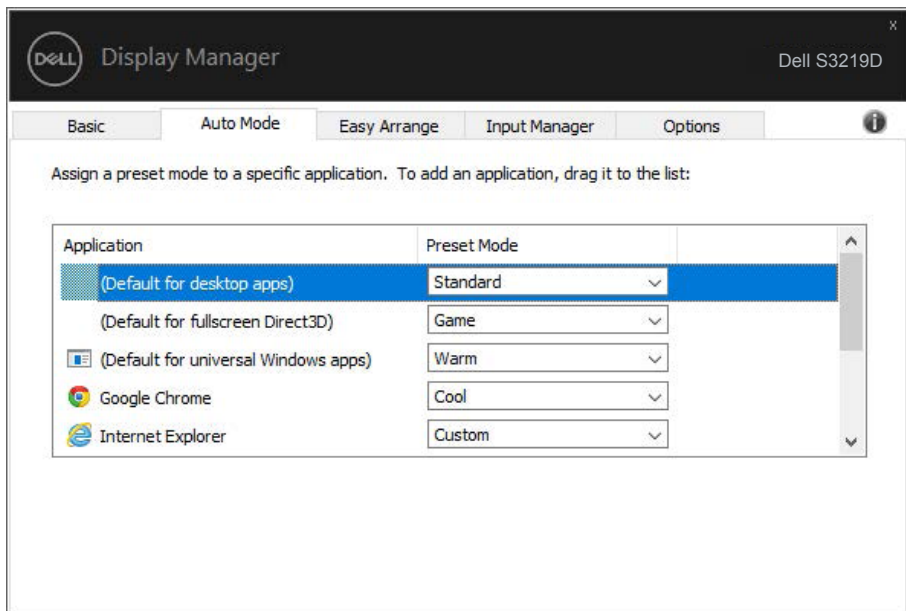 x
DELL Display Manager
Dell S3219D
Basic Auto Mode Easy Arrange Input Manager Options
Assign a preset mode to a specific application. To add an application, drag it to the list:
Application Preset Mode
(Default for desktop apps) Standard
(Default for fullscreen Direct3D) Game
(Default for universal Windows apps) Warm
Google Chrome Cool
Internet Explorer Custom